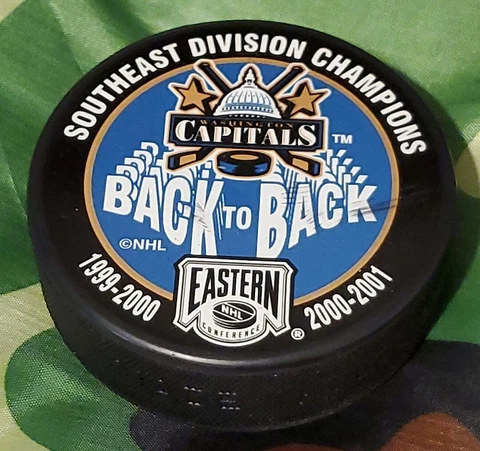 SOUTHEAST DIVISION CHAMPIONS
WASHINGTON
CAPITALS TM
BACK TO BACK
©NHL
1999-2000
EASTERN
NHL
CONFERENCE ®
2000-2001